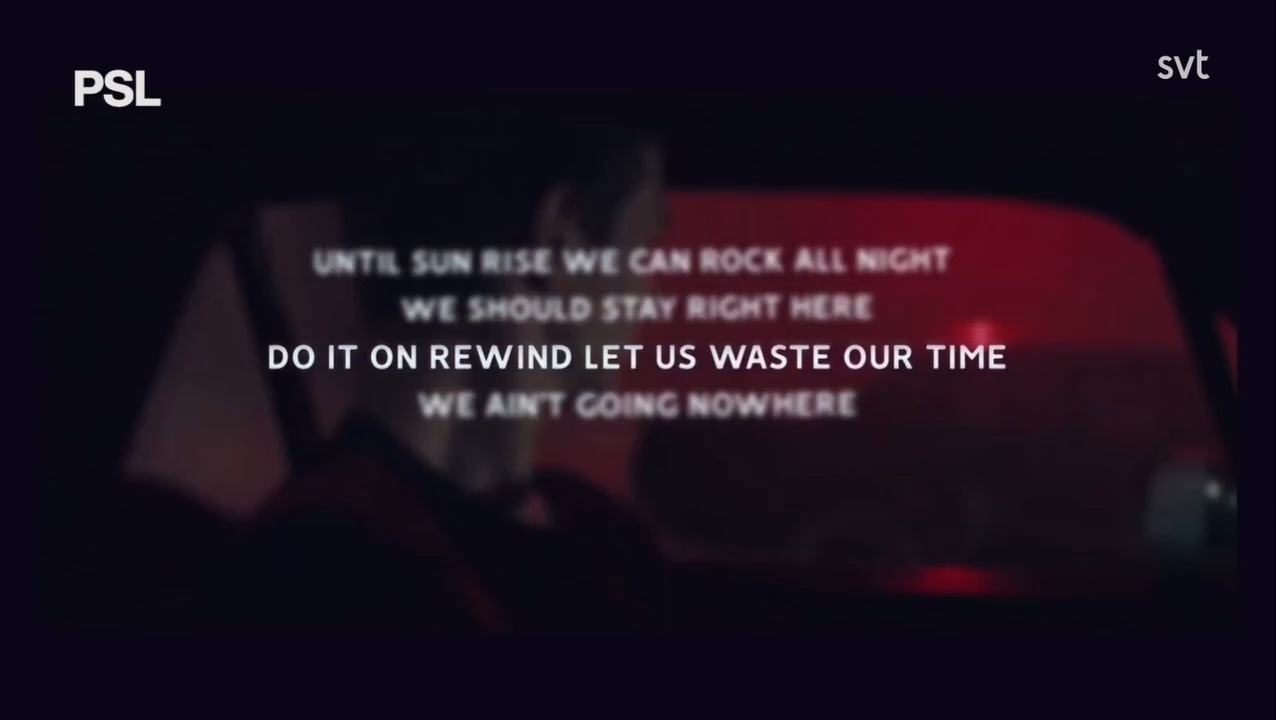 PSL
svt
UNTIL SUN RISE WE CAN ROCK ALL NIGHT
WE SHOULD STAY RIGHT HERE
DO IT ON REWIND LET US WASTE OUR TIME
WE AIN'T GOING NOWHERE